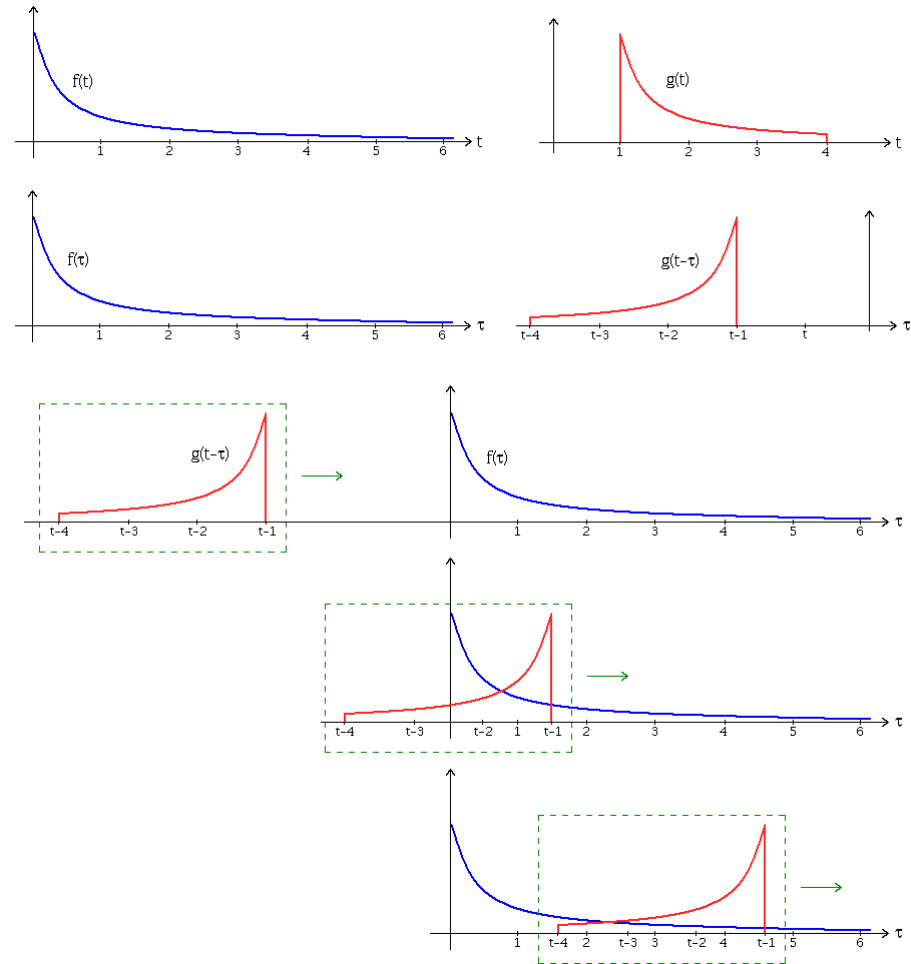 f(t)
1 2 3 4 5 6 t
g(t)
1 2 3 4 t
f(τ)
1 2 3 4 5 6 τ
g(t-τ)
t-4 t-3 t-2 t-1 t τ
g(t-τ)
f(τ)
t-4 t-3 t-2 t-1 1 2 3 4 5 6 τ
t-4 t-3 t-2 1 t-1 2 3 4 5 6 τ
1 t-4 2 t-3 3 t-2 4 t-1 5 6 τ